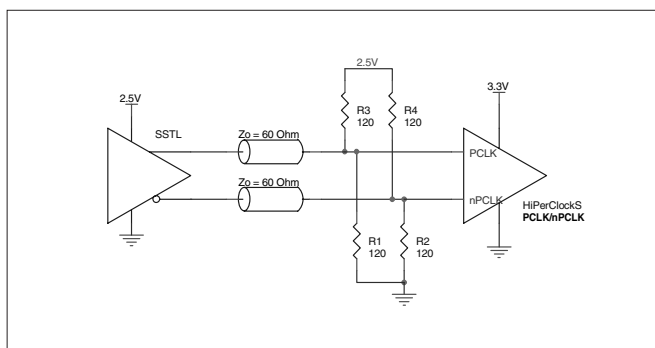 2.5V
3.3V
2.5V
R3
120
R4
120
SSTL
Zo = 60 Ohm
PCLK
Zo = 60 Ohm
nPCLK
HiPerClockS
PCLK/nPCLK
R1
120
R2
120